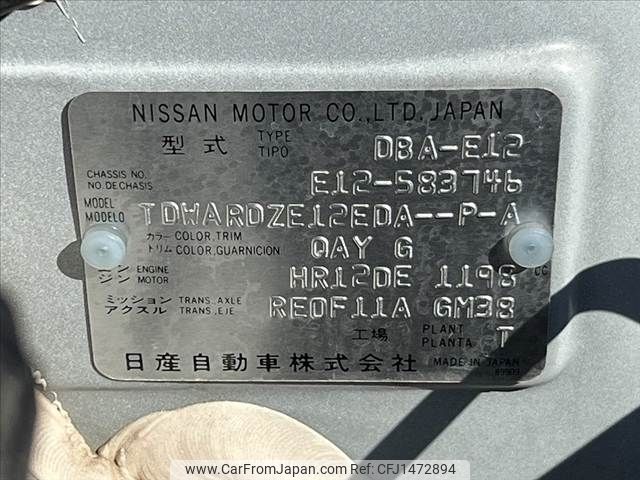 NISSAN MOTOR CO.,LTD.JAPAN
型式 TYPE TIPO DBA-E12
CHASSIS NO. NO.DE CHASIS E12-583746
MODEL MODELO TDWARDZE12EDA--P-A
カラー COLOR,TRIM
トリム COLOR,GUARNICION QAY G
ENGINE MOTOR HR12DE 1198 CC
ミッション TRANS. AXLE
アクスル TRANS. EJE RE0F11A GM38
工場 PLANT PLANTA T
日産自動車株式会社 MADE IN JAPAN
www.CarFromJapan.com | © CarFromJapan | ID: CFJ1472894